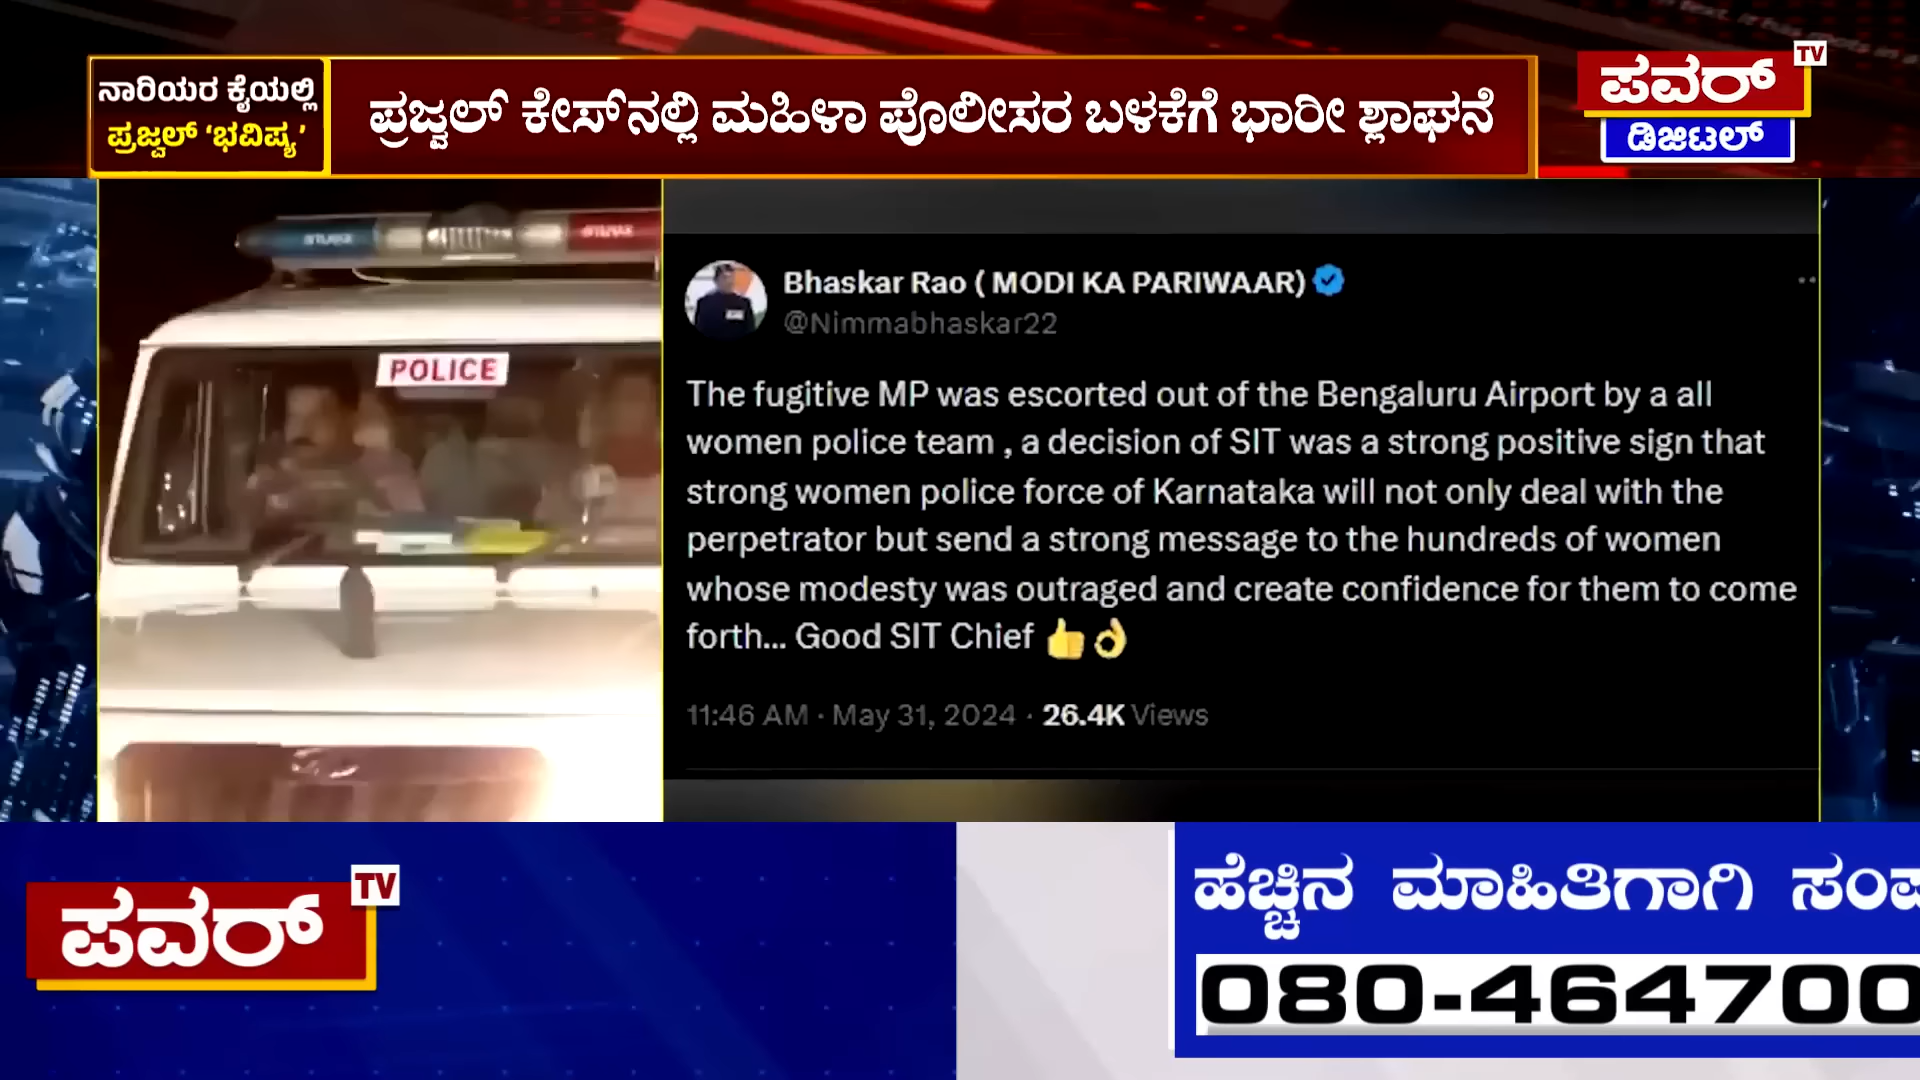 ನಾರಿಯರ ಕೈಯಲ್ಲಿ
ಪ್ರಜ್ವಲ್ ‘ಭವಿಷ್ಯ’
ಪ್ರಜ್ವಲ್ ಕೇಸ್‌ನಲ್ಲಿ ಮಹಿಳಾ ಪೊಲೀಸರ ಬಳಕೆಗೆ ಭಾರೀ ಶ್ಲಾಘನೆ
ಪವರ್ TV
ಡಿಜಿಟಲ್
POLICE
Bhaskar Rao ( MODI KA PARIWAAR)
@Nimmabhaskar22
The fugitive MP was escorted out of the Bengaluru Airport by a all
women police team , a decision of SIT was a strong positive sign that
strong women police force of Karnataka will not only deal with the
perpetrator but send a strong message to the hundreds of women
whose modesty was outraged and create confidence for them to come
forth... Good SIT Chief 👍👌
11:46 AM · May 31, 2024 · 26.4K Views
ಪವರ್ TV
ಹೆಚ್ಚಿನ ಮಾಹಿತಿಗಾಗಿ
080-464700